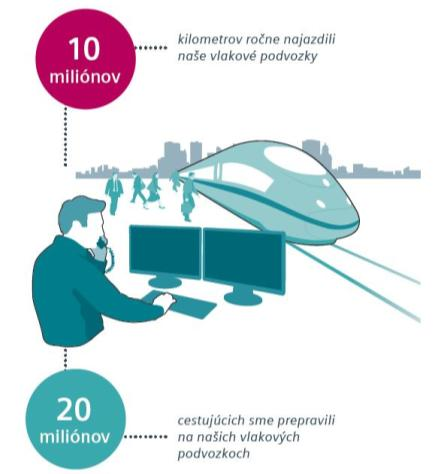 10
miliónov
kilometrov ročne najazdili
naše vlakové podvozky
20
miliónov
cestujúcich sme prepravili
na našich vlakových
podvozkoch